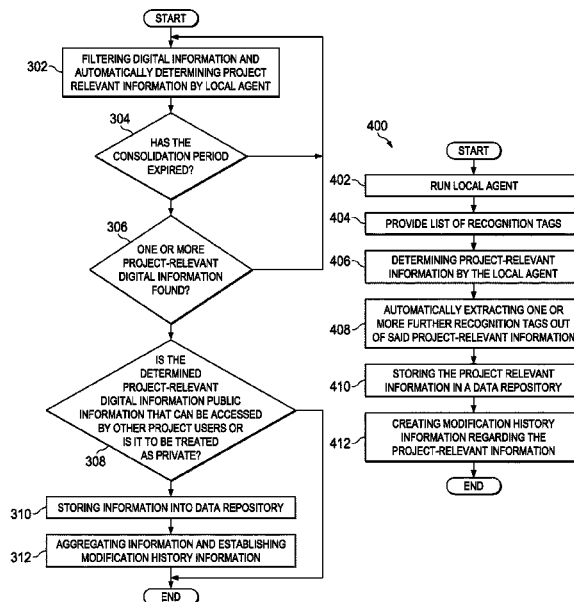 START
302
FILTERING DIGITAL INFORMATION AND
AUTOMATICALLY DETERMINING PROJECT
RELEVANT INFORMATION BY LOCAL AGENT
304
HAS THE
CONSOLIDATION PERIOD
EXPIRED?
306
ONE OR MORE
PROJECT-RELEVANT
DIGITAL INFORMATION
FOUND?
IS THE
DETERMINED
PROJECT-RELEVANT
DIGITAL INFORMATION PUBLIC
INFORMATION THAT CAN BE ACCESSED
BY OTHER PROJECT USERS OR
IS IT TO BE TREATED
AS PRIVATE?
308
310
STORING INFORMATION INTO DATA REPOSITORY
312
AGGREGATING INFORMATION AND ESTABLISHING
MODIFICATION HISTORY INFORMATION
END
400
START
402
RUN LOCAL AGENT
404
PROVIDE LIST OF RECOGNITION TAGS
406
DETERMINING PROJECT-RELEVANT
INFORMATION BY THE LOCAL AGENT
408
AUTOMATICALLY EXTRACTING ONE OR
MORE FURTHER RECOGNITION TAGS OUT
OF SAID PROJECT-RELEVANT INFORMATION
410
STORING THE PROJECT RELEVANT
INFORMATION IN A DATA REPOSITORY
412
CREATING MODIFICATION HISTORY
INFORMATION REGARDING THE
PROJECT-RELEVANT INFORMATION
END